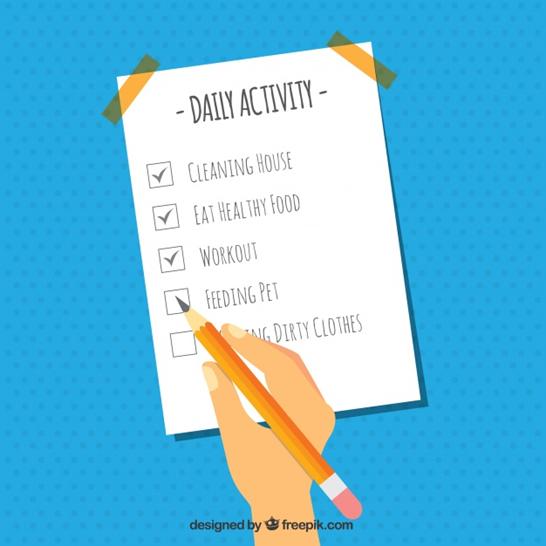 - DAILY ACTIVITY -
CLEANING HOUSE
EAT HEALTHY FOOD
WORKOUT
FEEDING PET
DIRTY CLOTHES
designed by freepik.com